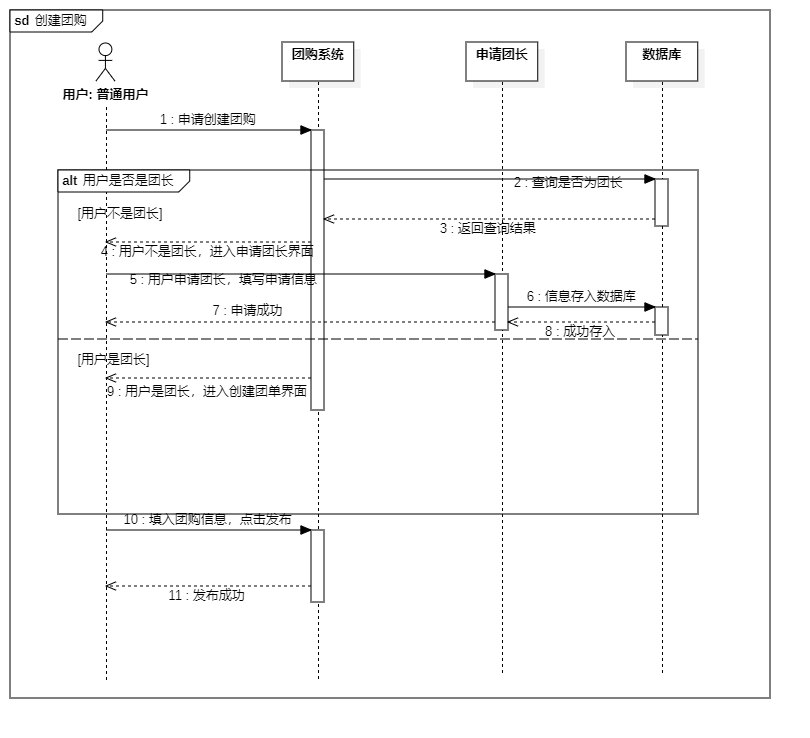 sd 创建团购
团购系统
申请团长
数据库
用户: 普通用户
1 : 申请创建团购
alt 用户是否是团长
2 : 查询是否为团长
[用户不是团长]
3 : 返回查询结果
4 : 用户不是团长，进入申请团长界面
5 : 用户申请团长，填写申请信息
6 : 信息存入数据库
7 : 申请成功
8 : 成功存入
[用户是团长]
9 : 用户是团长，进入创建团单界面
10 : 填入团购信息，点击发布
11 : 发布成功